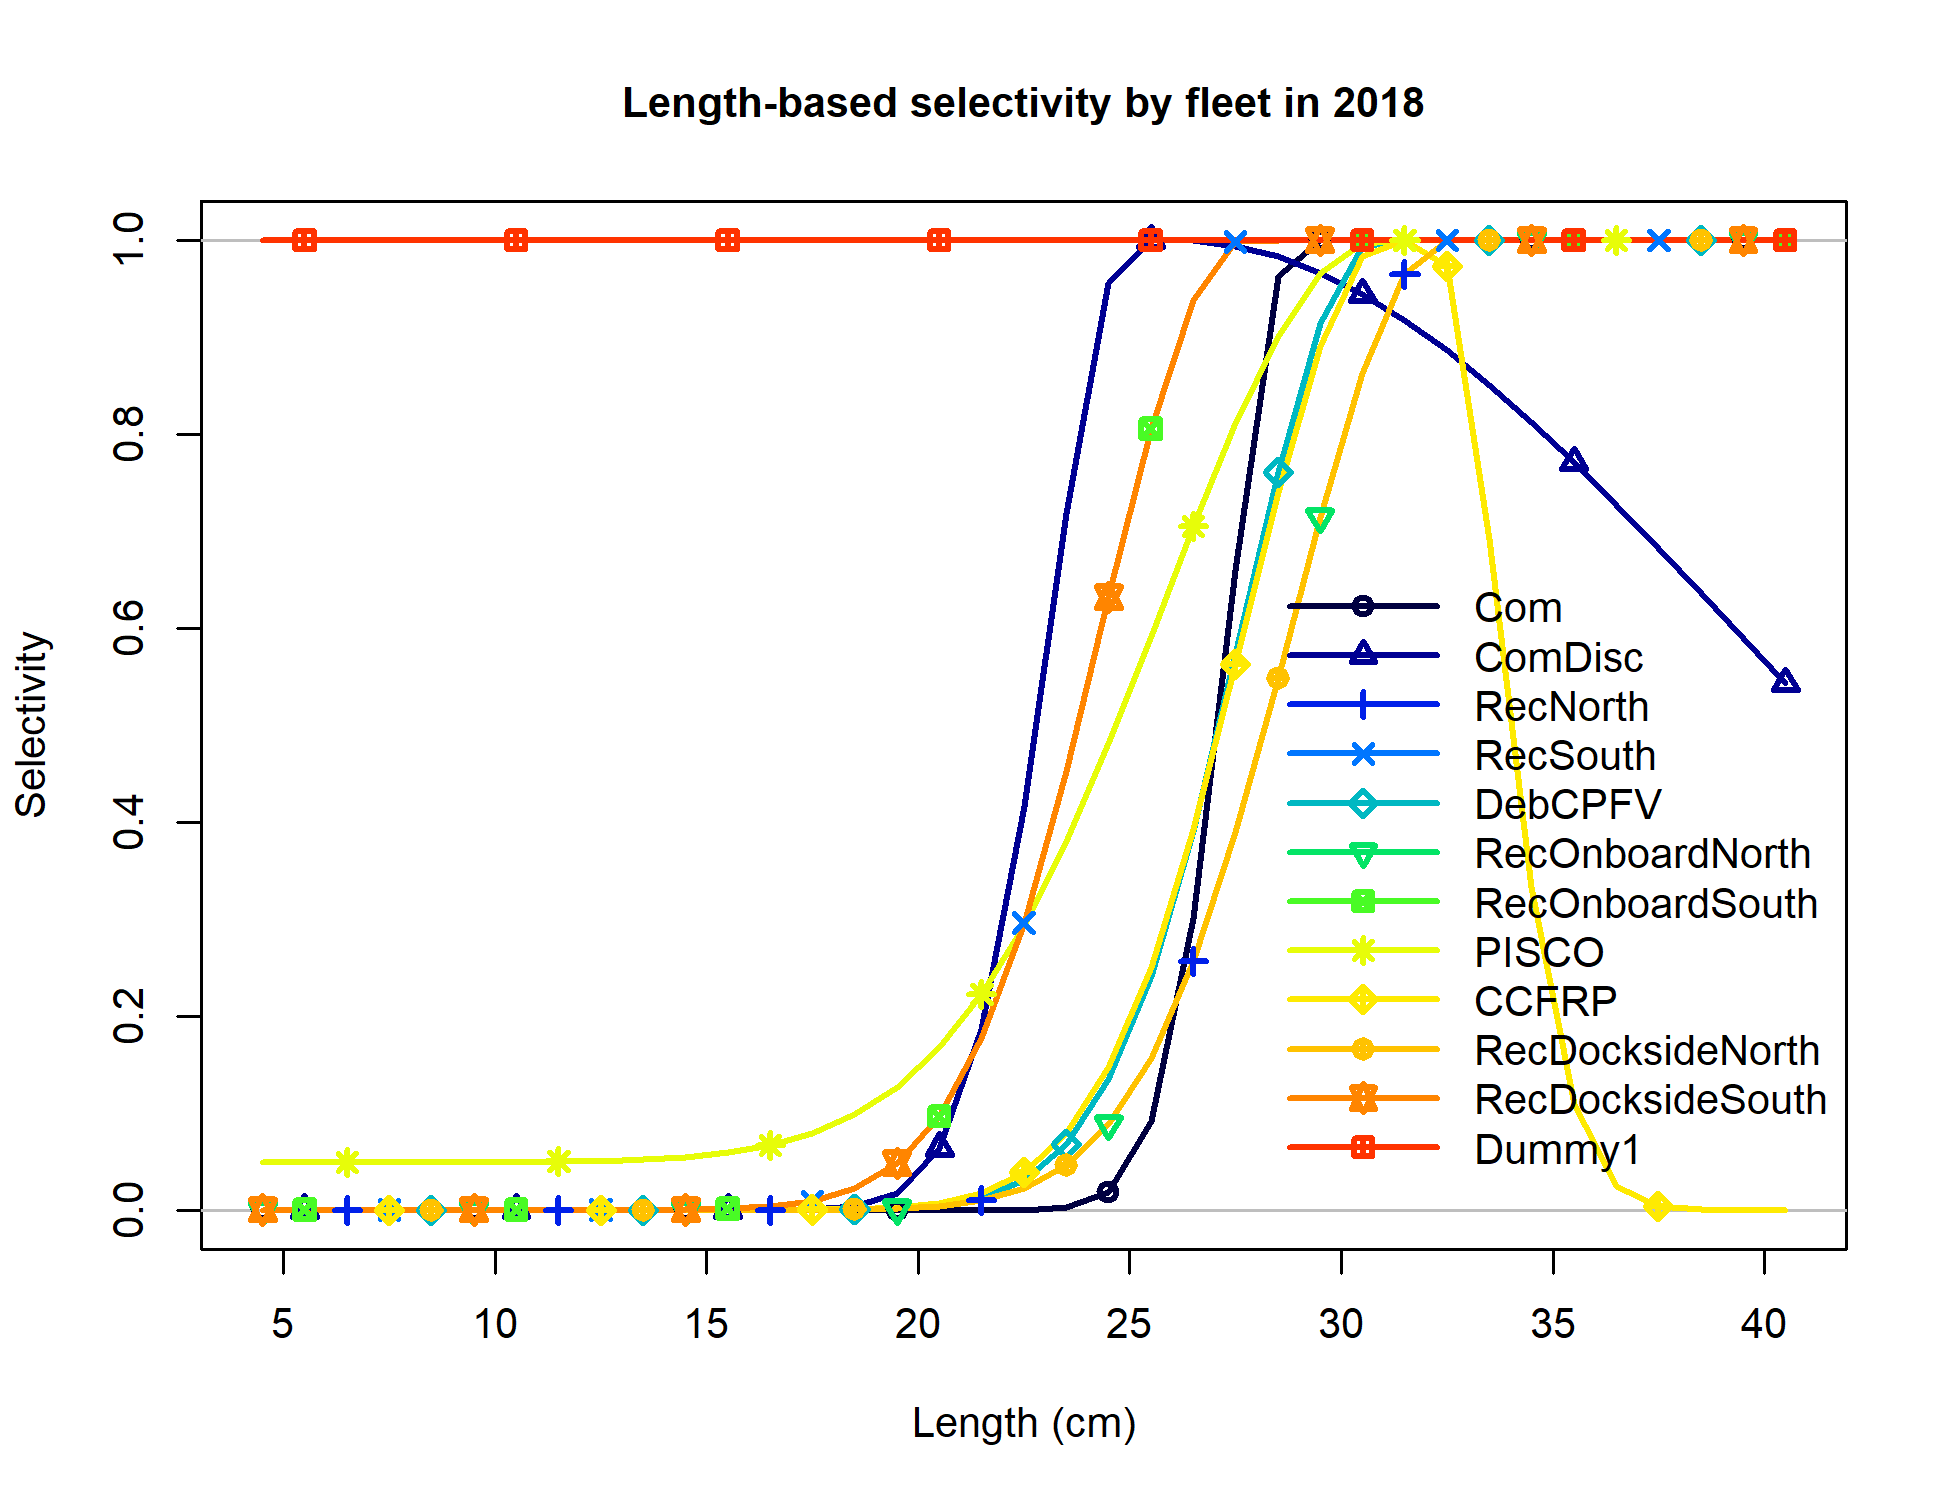 Length-based selectivity by fleet in 2018
Selectivity
1.0
0.8
0.6
0.4
0.2
0.0
Com
ComDisc
RecNorth
RecSouth
DebCPFV
RecOnboardNorth
RecOnboardSouth
PISCO
CCFRP
RecDocksideNorth
RecDocksideSouth
Dummy1
5 10 15 20 25 30 35 40
Length (cm)